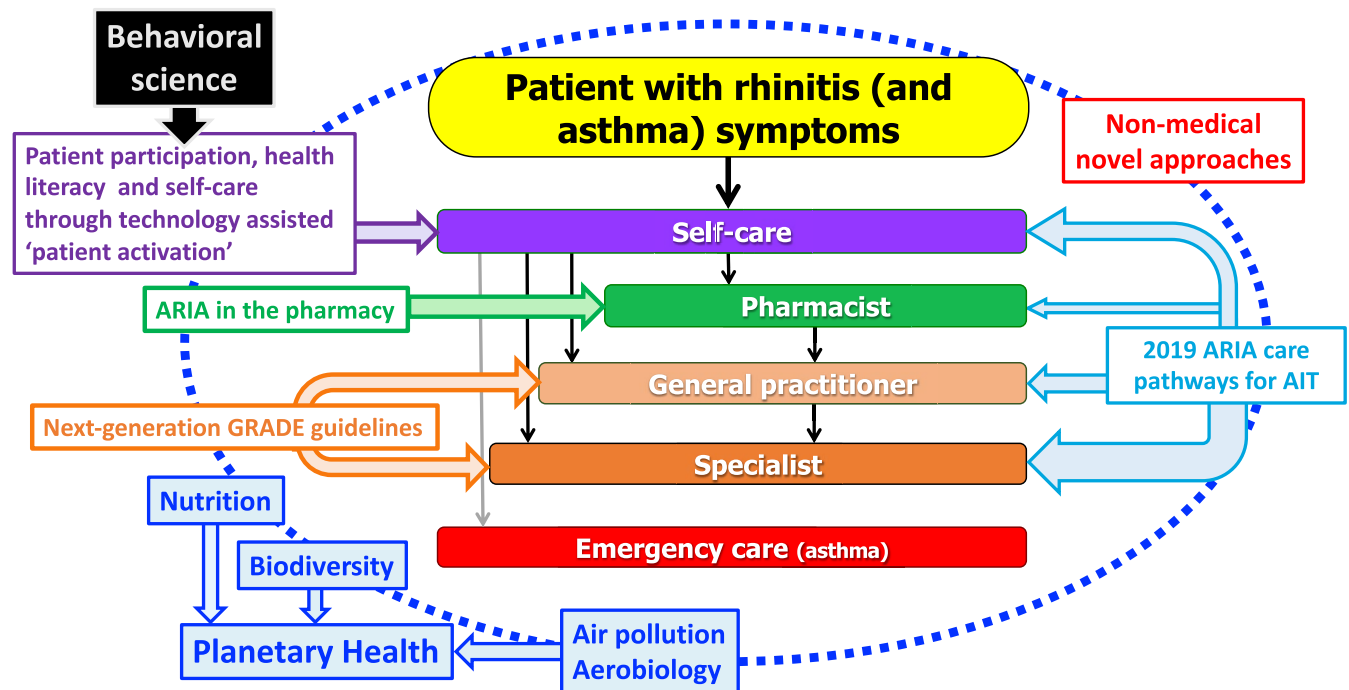 Behavioral
science
Patient with rhinitis (and
asthma) symptoms
Non-medical
novel approaches
Patient participation, health
literacy and self-care
through technology assisted
‘patient activation’
Self-care
ARIA in the pharmacy
Pharmacist
2019 ARIA care
pathways for AIT
General practitioner
Next-generation GRADE guidelines
Specialist
Nutrition
Emergency care (asthma)
Biodiversity
Planetary Health
Air pollution
Aerobiology